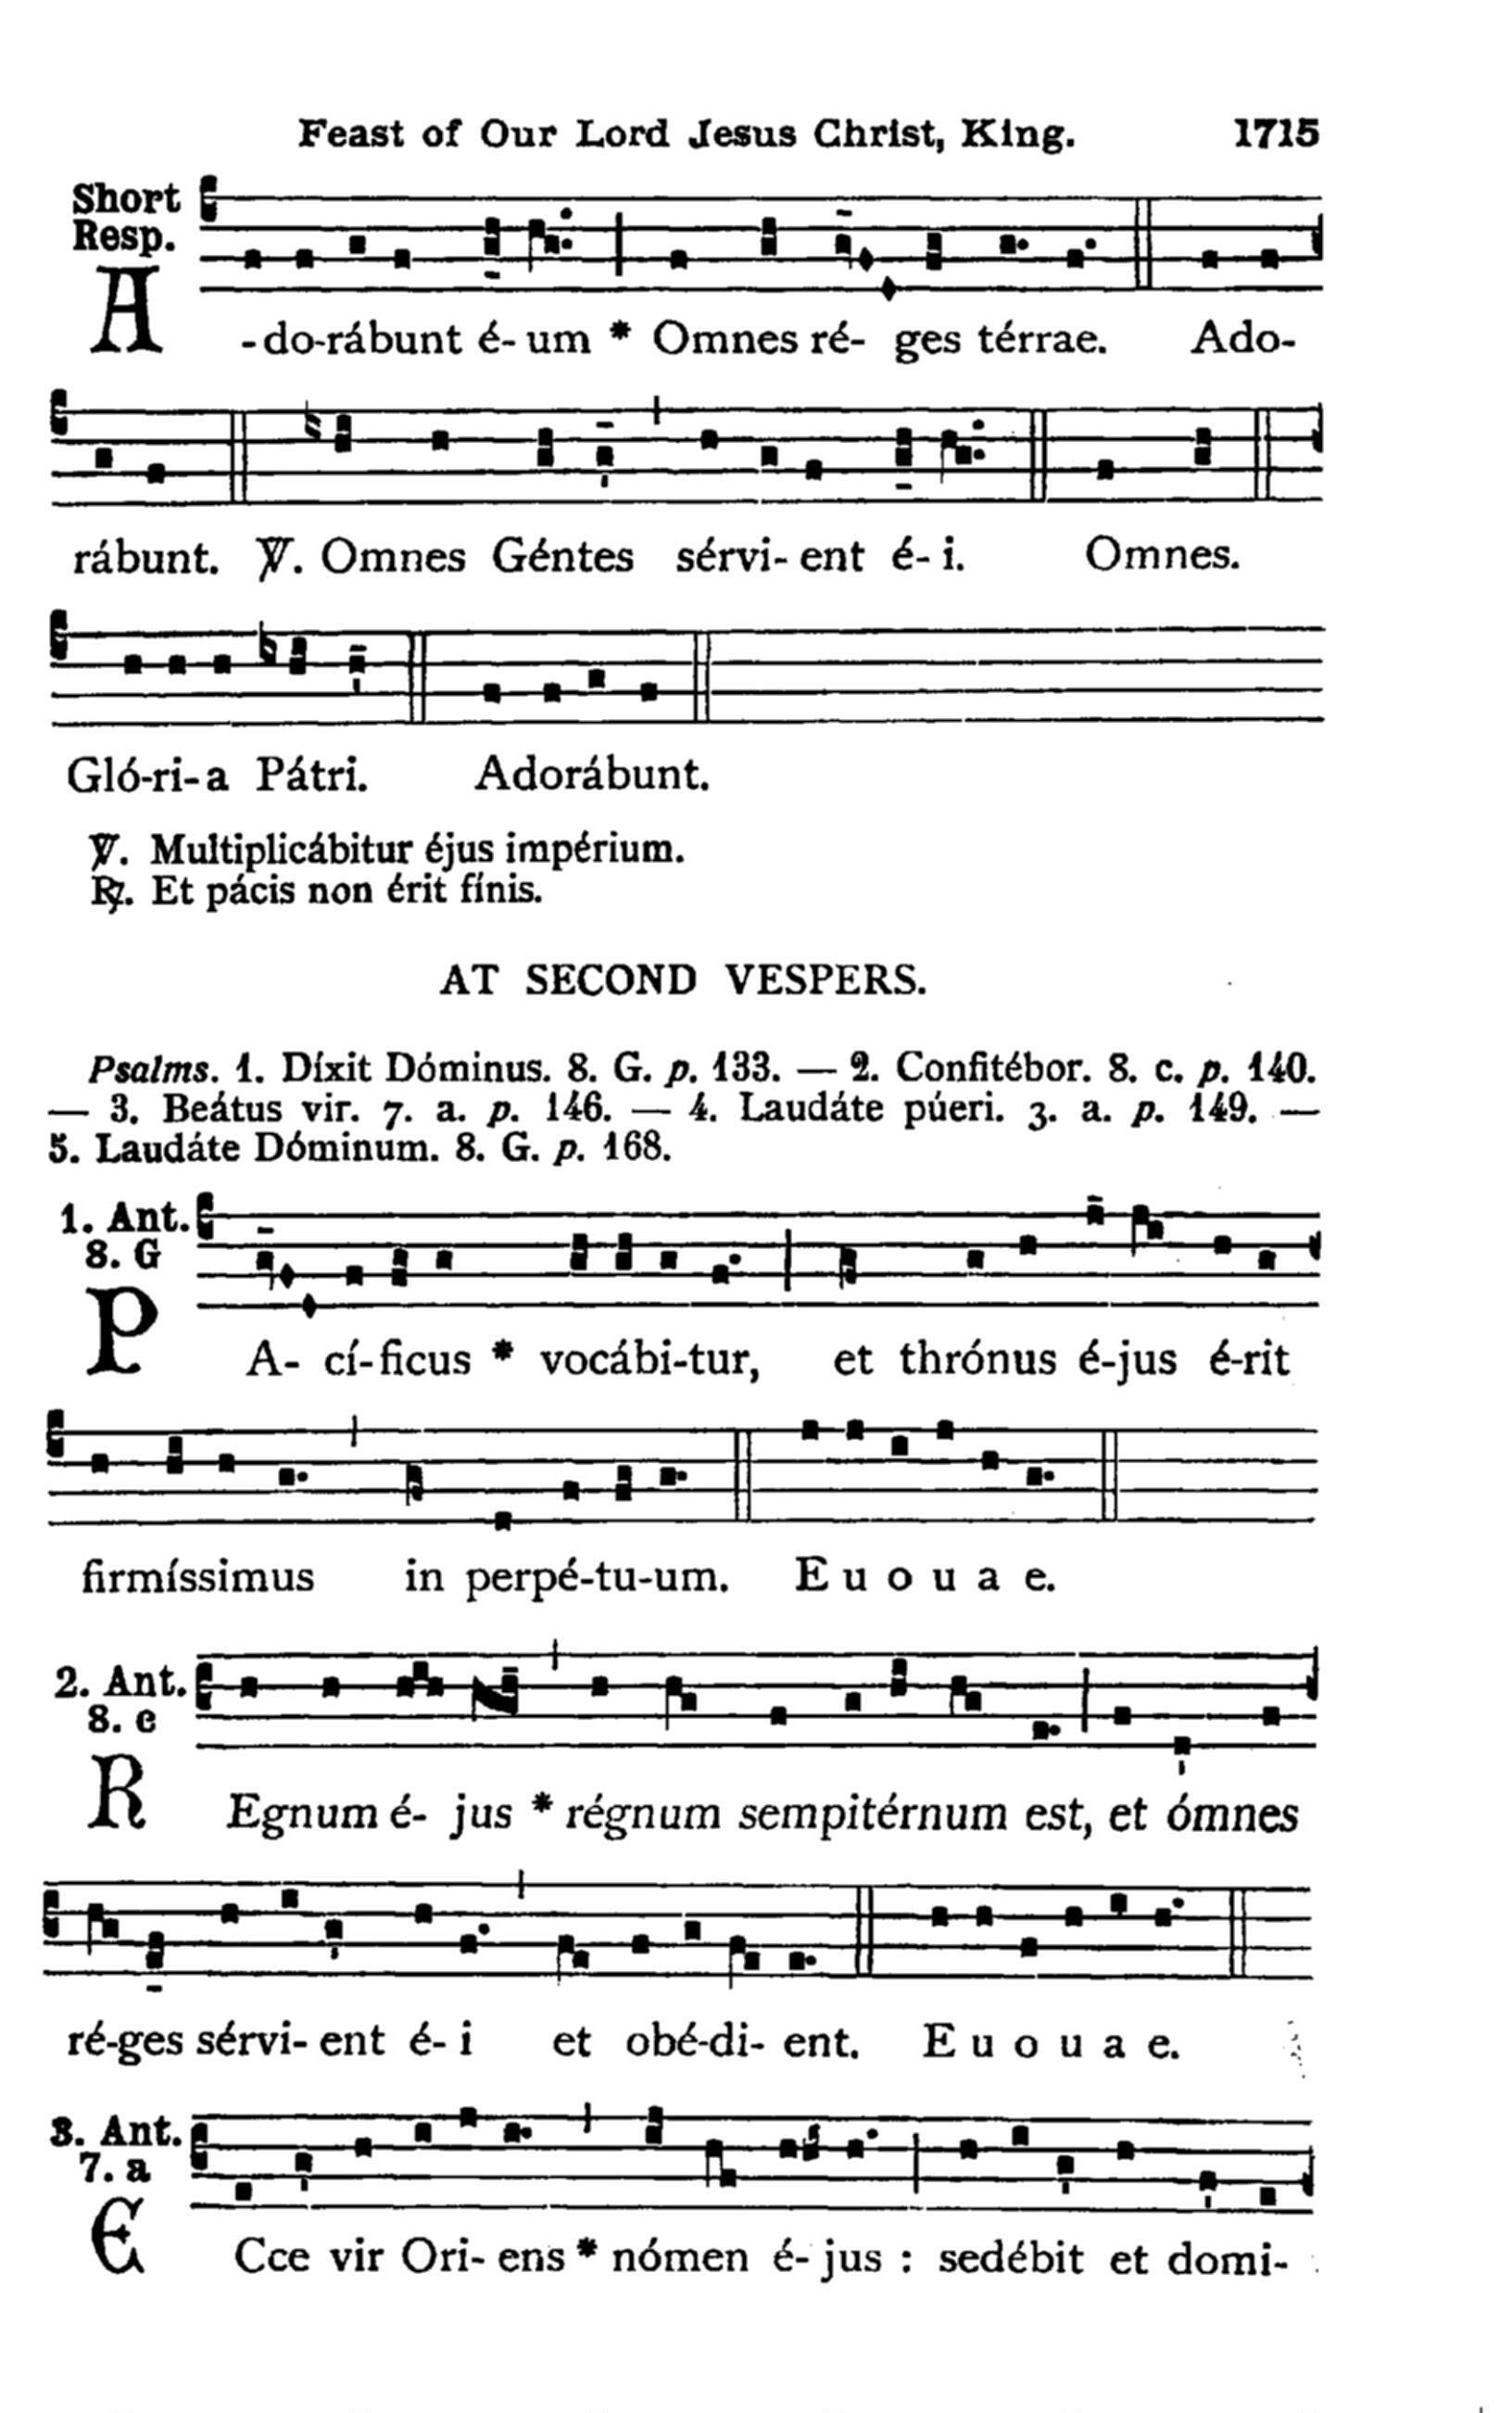 Feast of Our Lord Jesus Christ, King. 1715
Short
Resp.
A-do-rábunt é-um * Omnes ré-ges térrae. Ado-
rábunt. ℣. Omnes Géntes sérvi-ent é-i. Omnes.
Gló-ri-a Pátri. Adorábunt.
℣. Multiplicábitur éjus impérium.
℟. Et pácis non érit fínis.
AT SECOND VESPERS.
Psalms. 1. Díxit Dóminus. 8. G. p. 133. — 2. Confitébor. 8. c. p. 140.
— 3. Beátus vir. 7. a. p. 146. — 4. Laudáte púeri. 3. a. p. 149. —
5. Laudáte Dóminum. 8. G. p. 168.
1. Ant.
8. G
PA-cí-ficus * vocábi-tur, et thrónus é-jus é-rit
firmíssimus in perpé-tu-um. E u o u a e.
2. Ant.
8. c
REgnum é-jus * régnum sempitérnum est, et ómnes
ré-ges sérvi-ent é-i et obé-di-ent. E u o u a e.
3. Ant.
7. a
ECce vir Ori-ens * nómen é-jus : sedébit et domi-